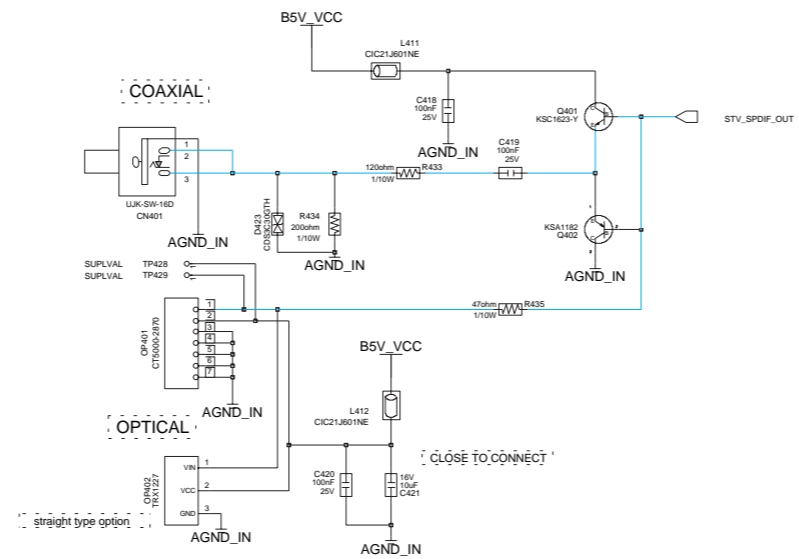 B5V_VCC
L411
CIC21J601NE
COAXIAL
C418
100nF
25V
Q401
KSC1623-Y
STV_SPDIF_OUT
AGND_IN
C419
100nF
25V
1
2
3
120ohm
R433
1/10W
UJK-SW-16D
CN401
D423
CDS3C30GTH
R434
200ohm
1/10W
KSA1182
Q402
AGND_IN
AGND_IN
AGND_IN
SUPLVAL TP428
SUPLVAL TP429
47ohm
R435
1/10W
OP401
CT5000-2870
1
2
3
4
5
6
7
B5V_VCC
AGND_IN
L412
CIC21J601NE
OPTICAL
CLOSE TO CONNECT
OP402
TRX1227
VIN 1
VCC 2
GND 3
C420
100nF
25V
16V
10uF
C421
straight type option
AGND_IN
AGND_IN